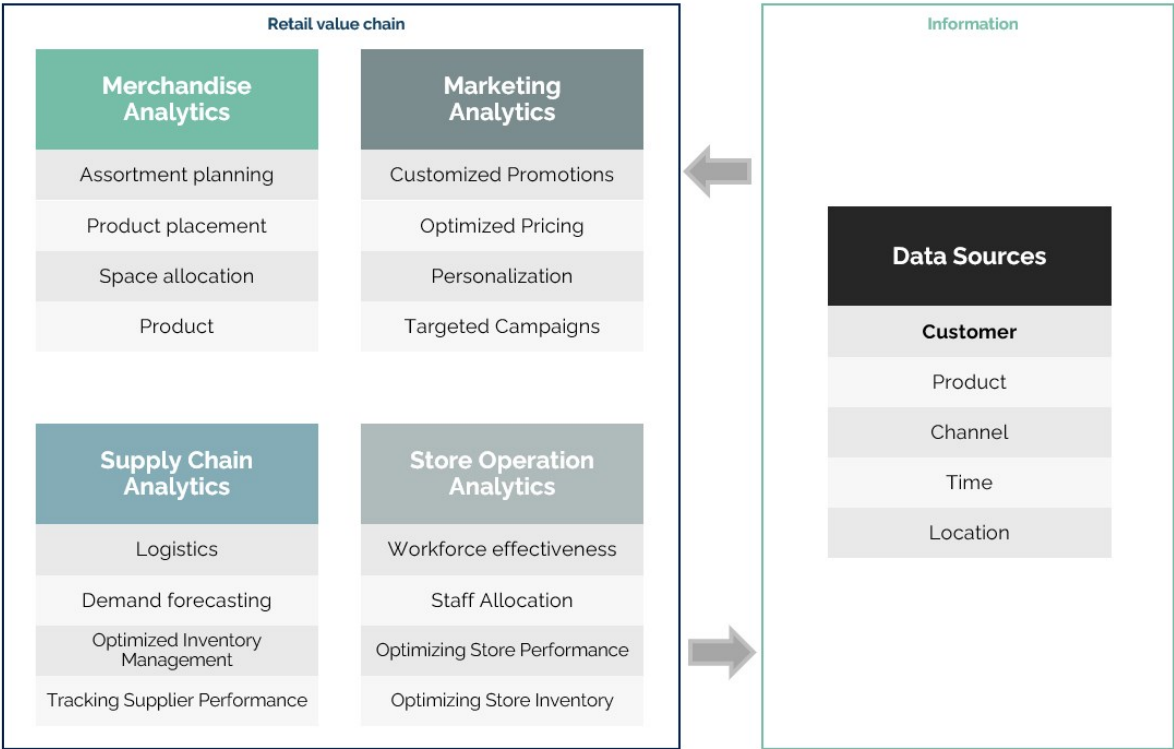 Retail value chain
Merchandise
Analytics
Assortment planning
Product placement
Space allocation
Product
Marketing
Analytics
Customized Promotions
Optimized Pricing
Personalization
Targeted Campaigns
Supply Chain
Analytics
Logistics
Demand forecasting
Optimized Inventory
Management
Tracking Supplier Performance
Store Operation
Analytics
Workforce effectiveness
Staff Allocation
Optimizing Store Performance
Optimizing Store Inventory
Information
Data Sources
Customer
Product
Channel
Time
Location